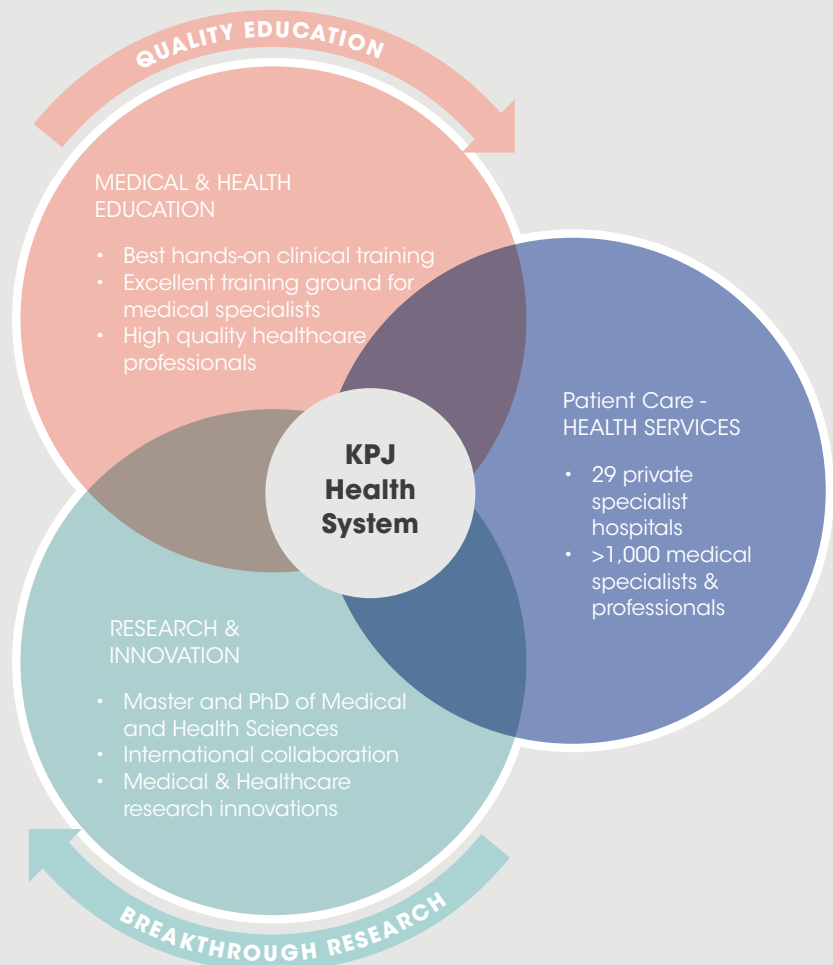 QUALITY EDUCATION
MEDICAL & HEALTH
EDUCATION
• Best hands-on clinical training
• Excellent training ground for
medical specialists
• High quality healthcare
professionals
KPJ
Health
System
Patient Care -
HEALTH SERVICES
• 29 private
specialist
hospitals
• >1,000 medical
specialists &
professionals
RESEARCH &
INNOVATION
• Master and PhD of Medical
and Health Sciences
• International collaboration
• Medical & Healthcare
research innovations
BREAKTHROUGH RESEARCH